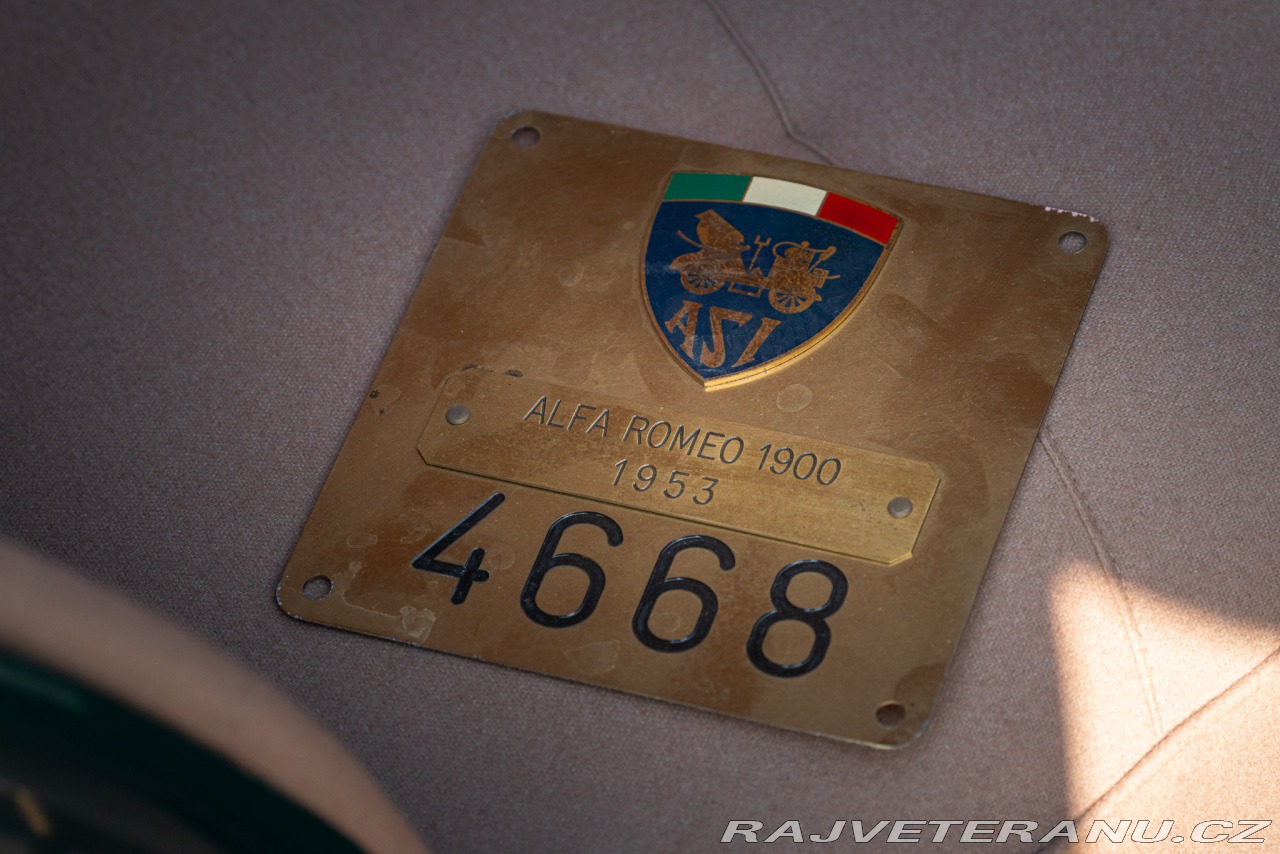 ASI
ALFA ROMEO 1900
1953
4668
RAJVETERANU.CZ